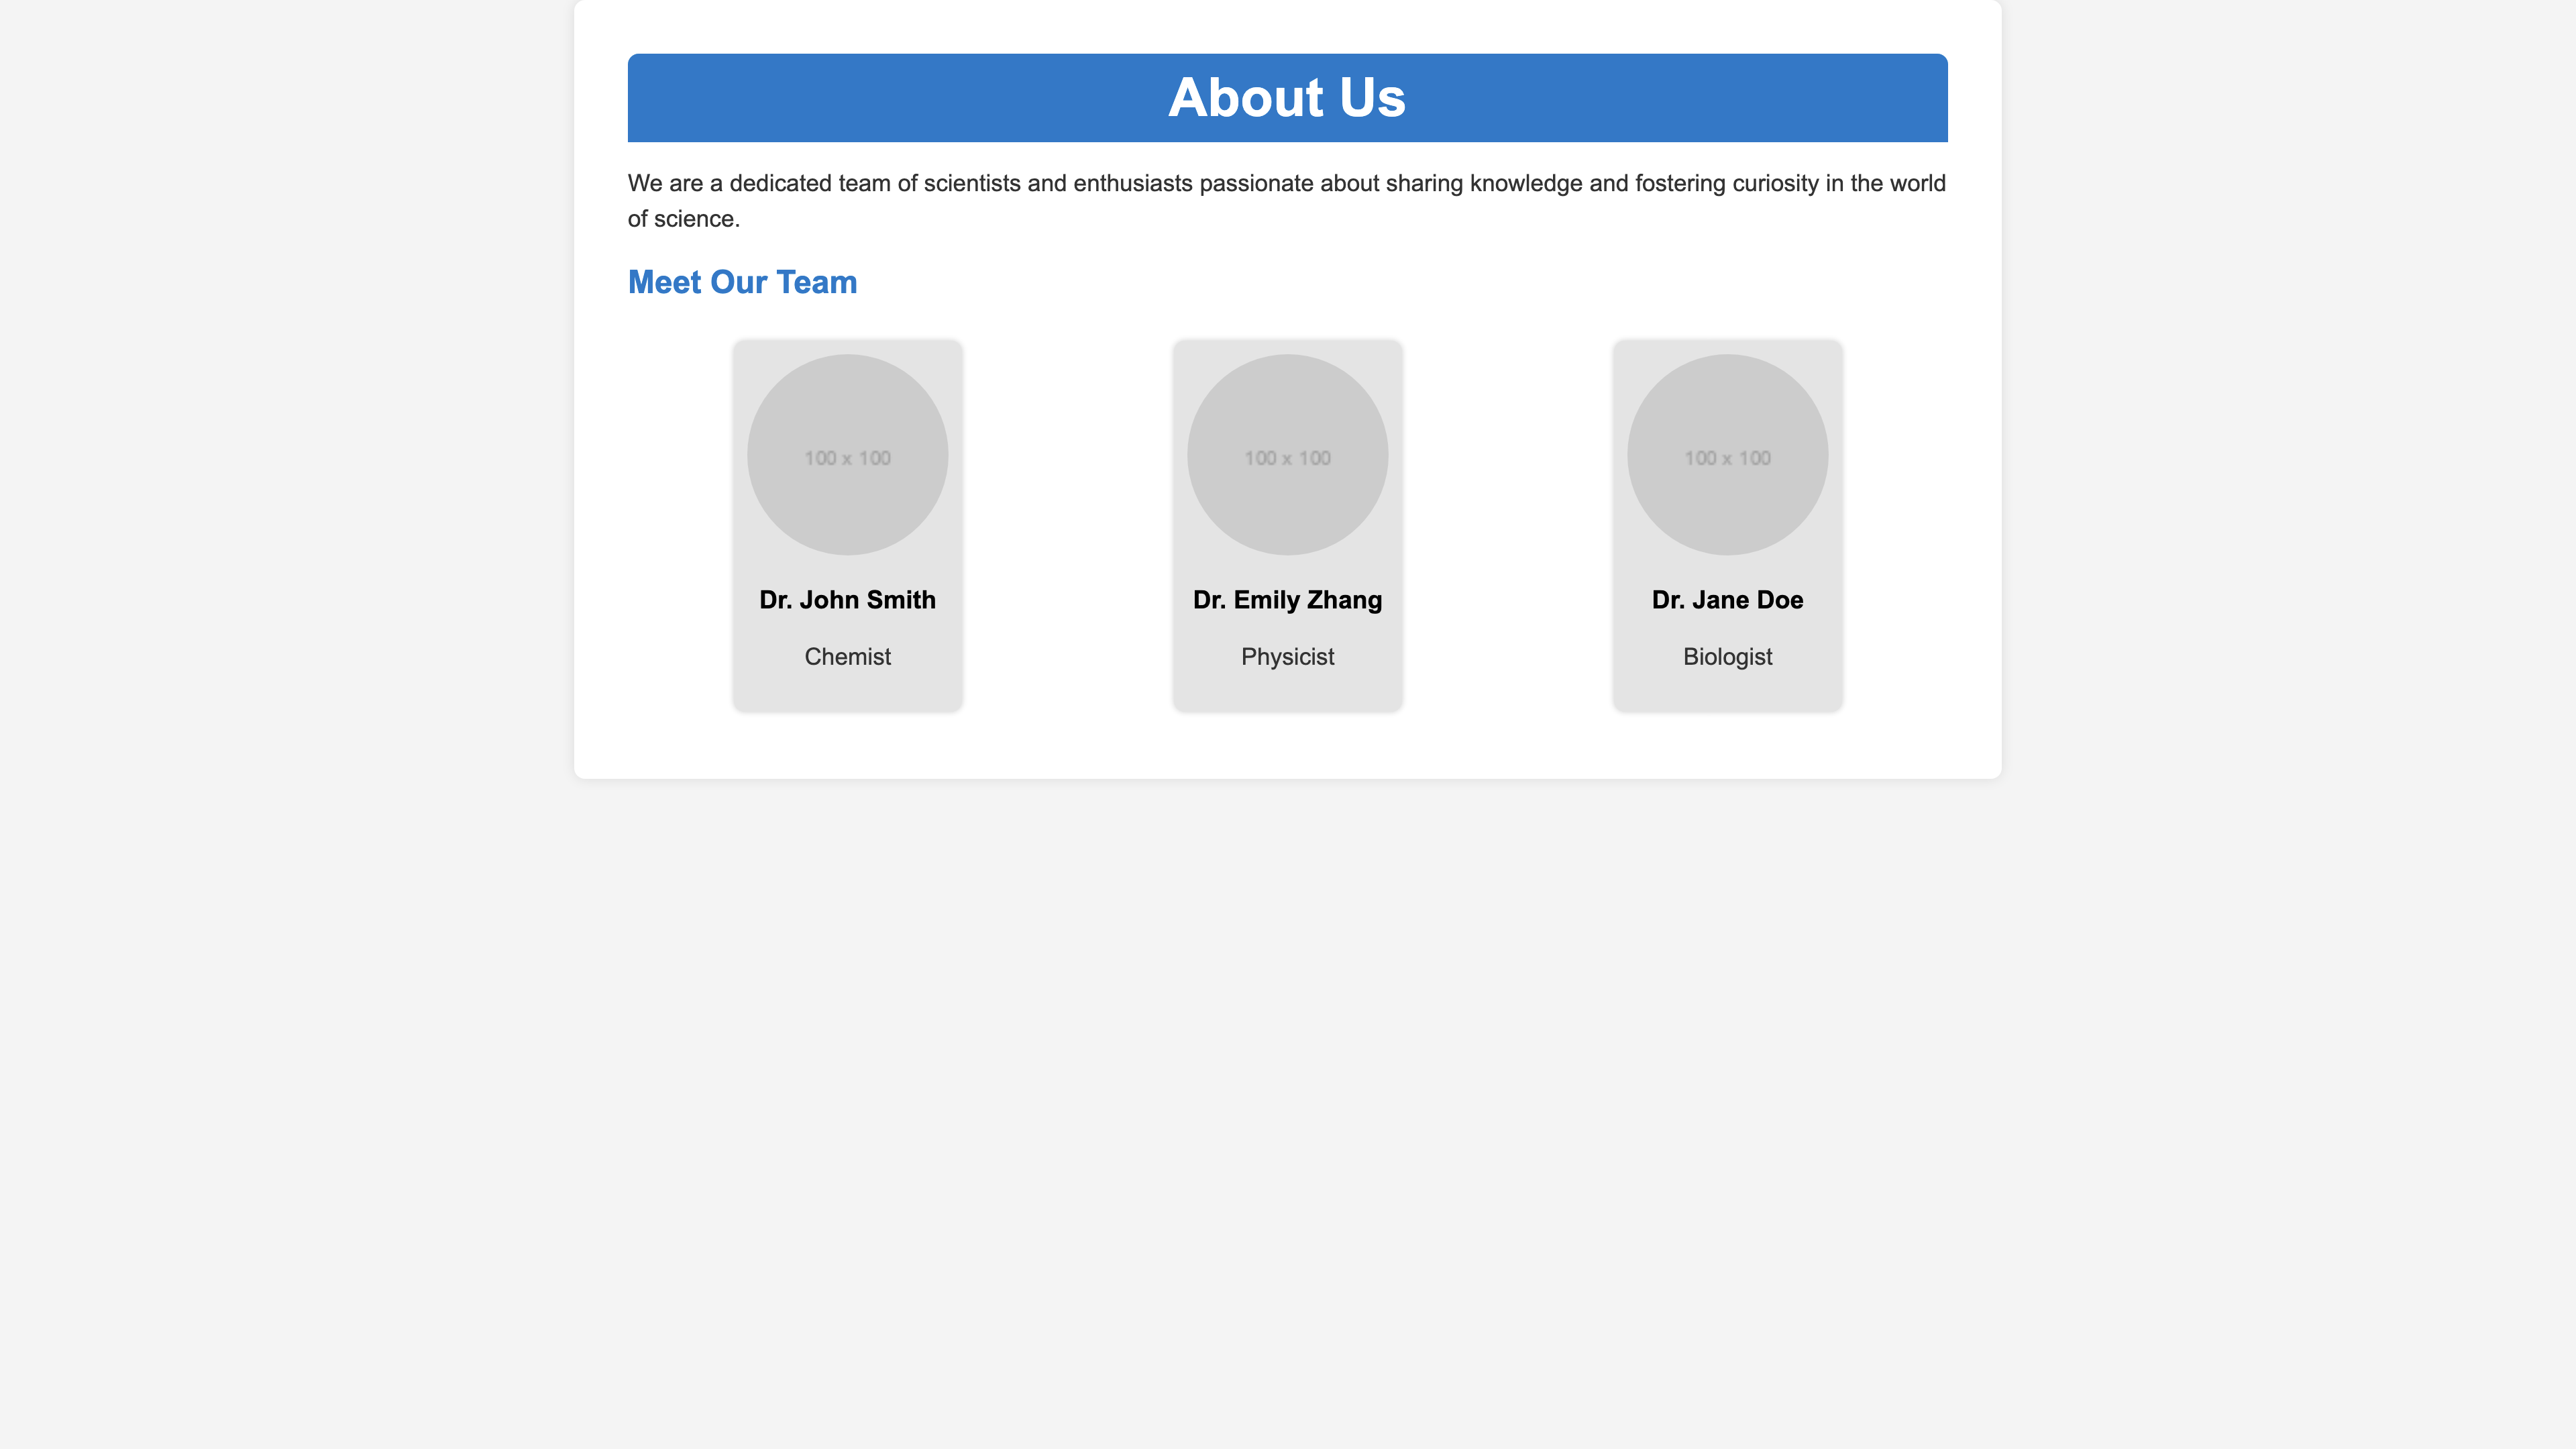 About Us
We are a dedicated team of scientists and enthusiasts passionate about sharing knowledge and fostering curiosity in the world
of science.
Meet Our Team
100 x 100
Dr. John Smith
Chemist
100 x 100
Dr. Emily Zhang
Physicist
100 x 100
Dr. Jane Doe
Biologist